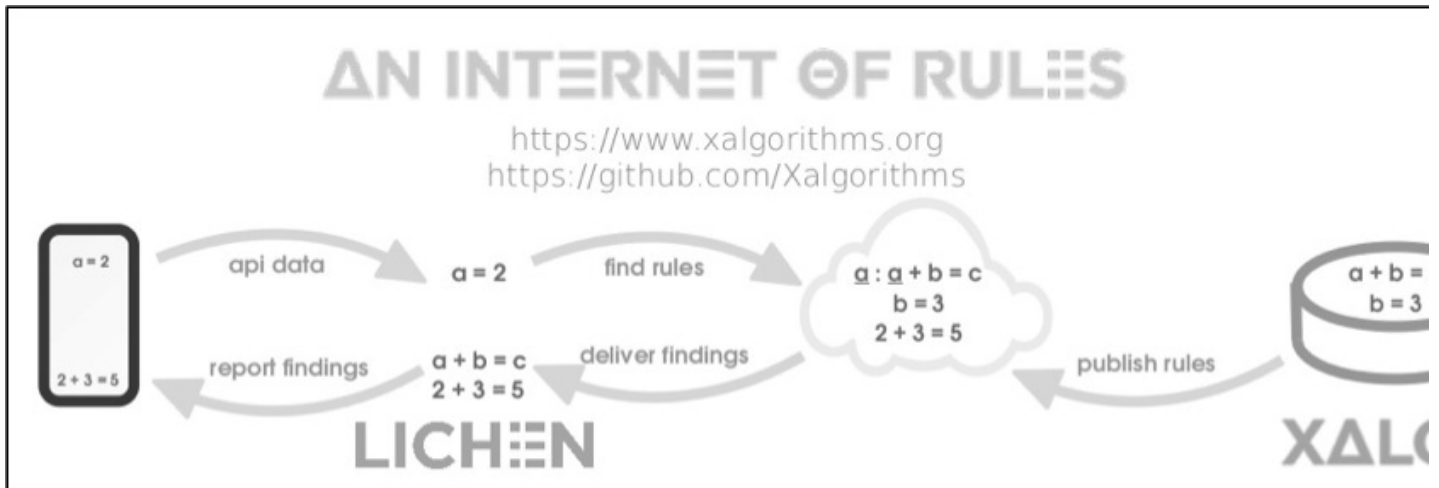 AN INTERNET OF RULES
https://www.xalgorithms.org
https://github.com/Xalgorithms
a = 2
api data
a = 2
find rules
a : a + b = c
b = 3
2 + 3 = 5
a + b =
b = 3
2 + 3 = 5
report findings
a + b = c
2 + 3 = 5
deliver findings
publish rules
LICHEN
XAL